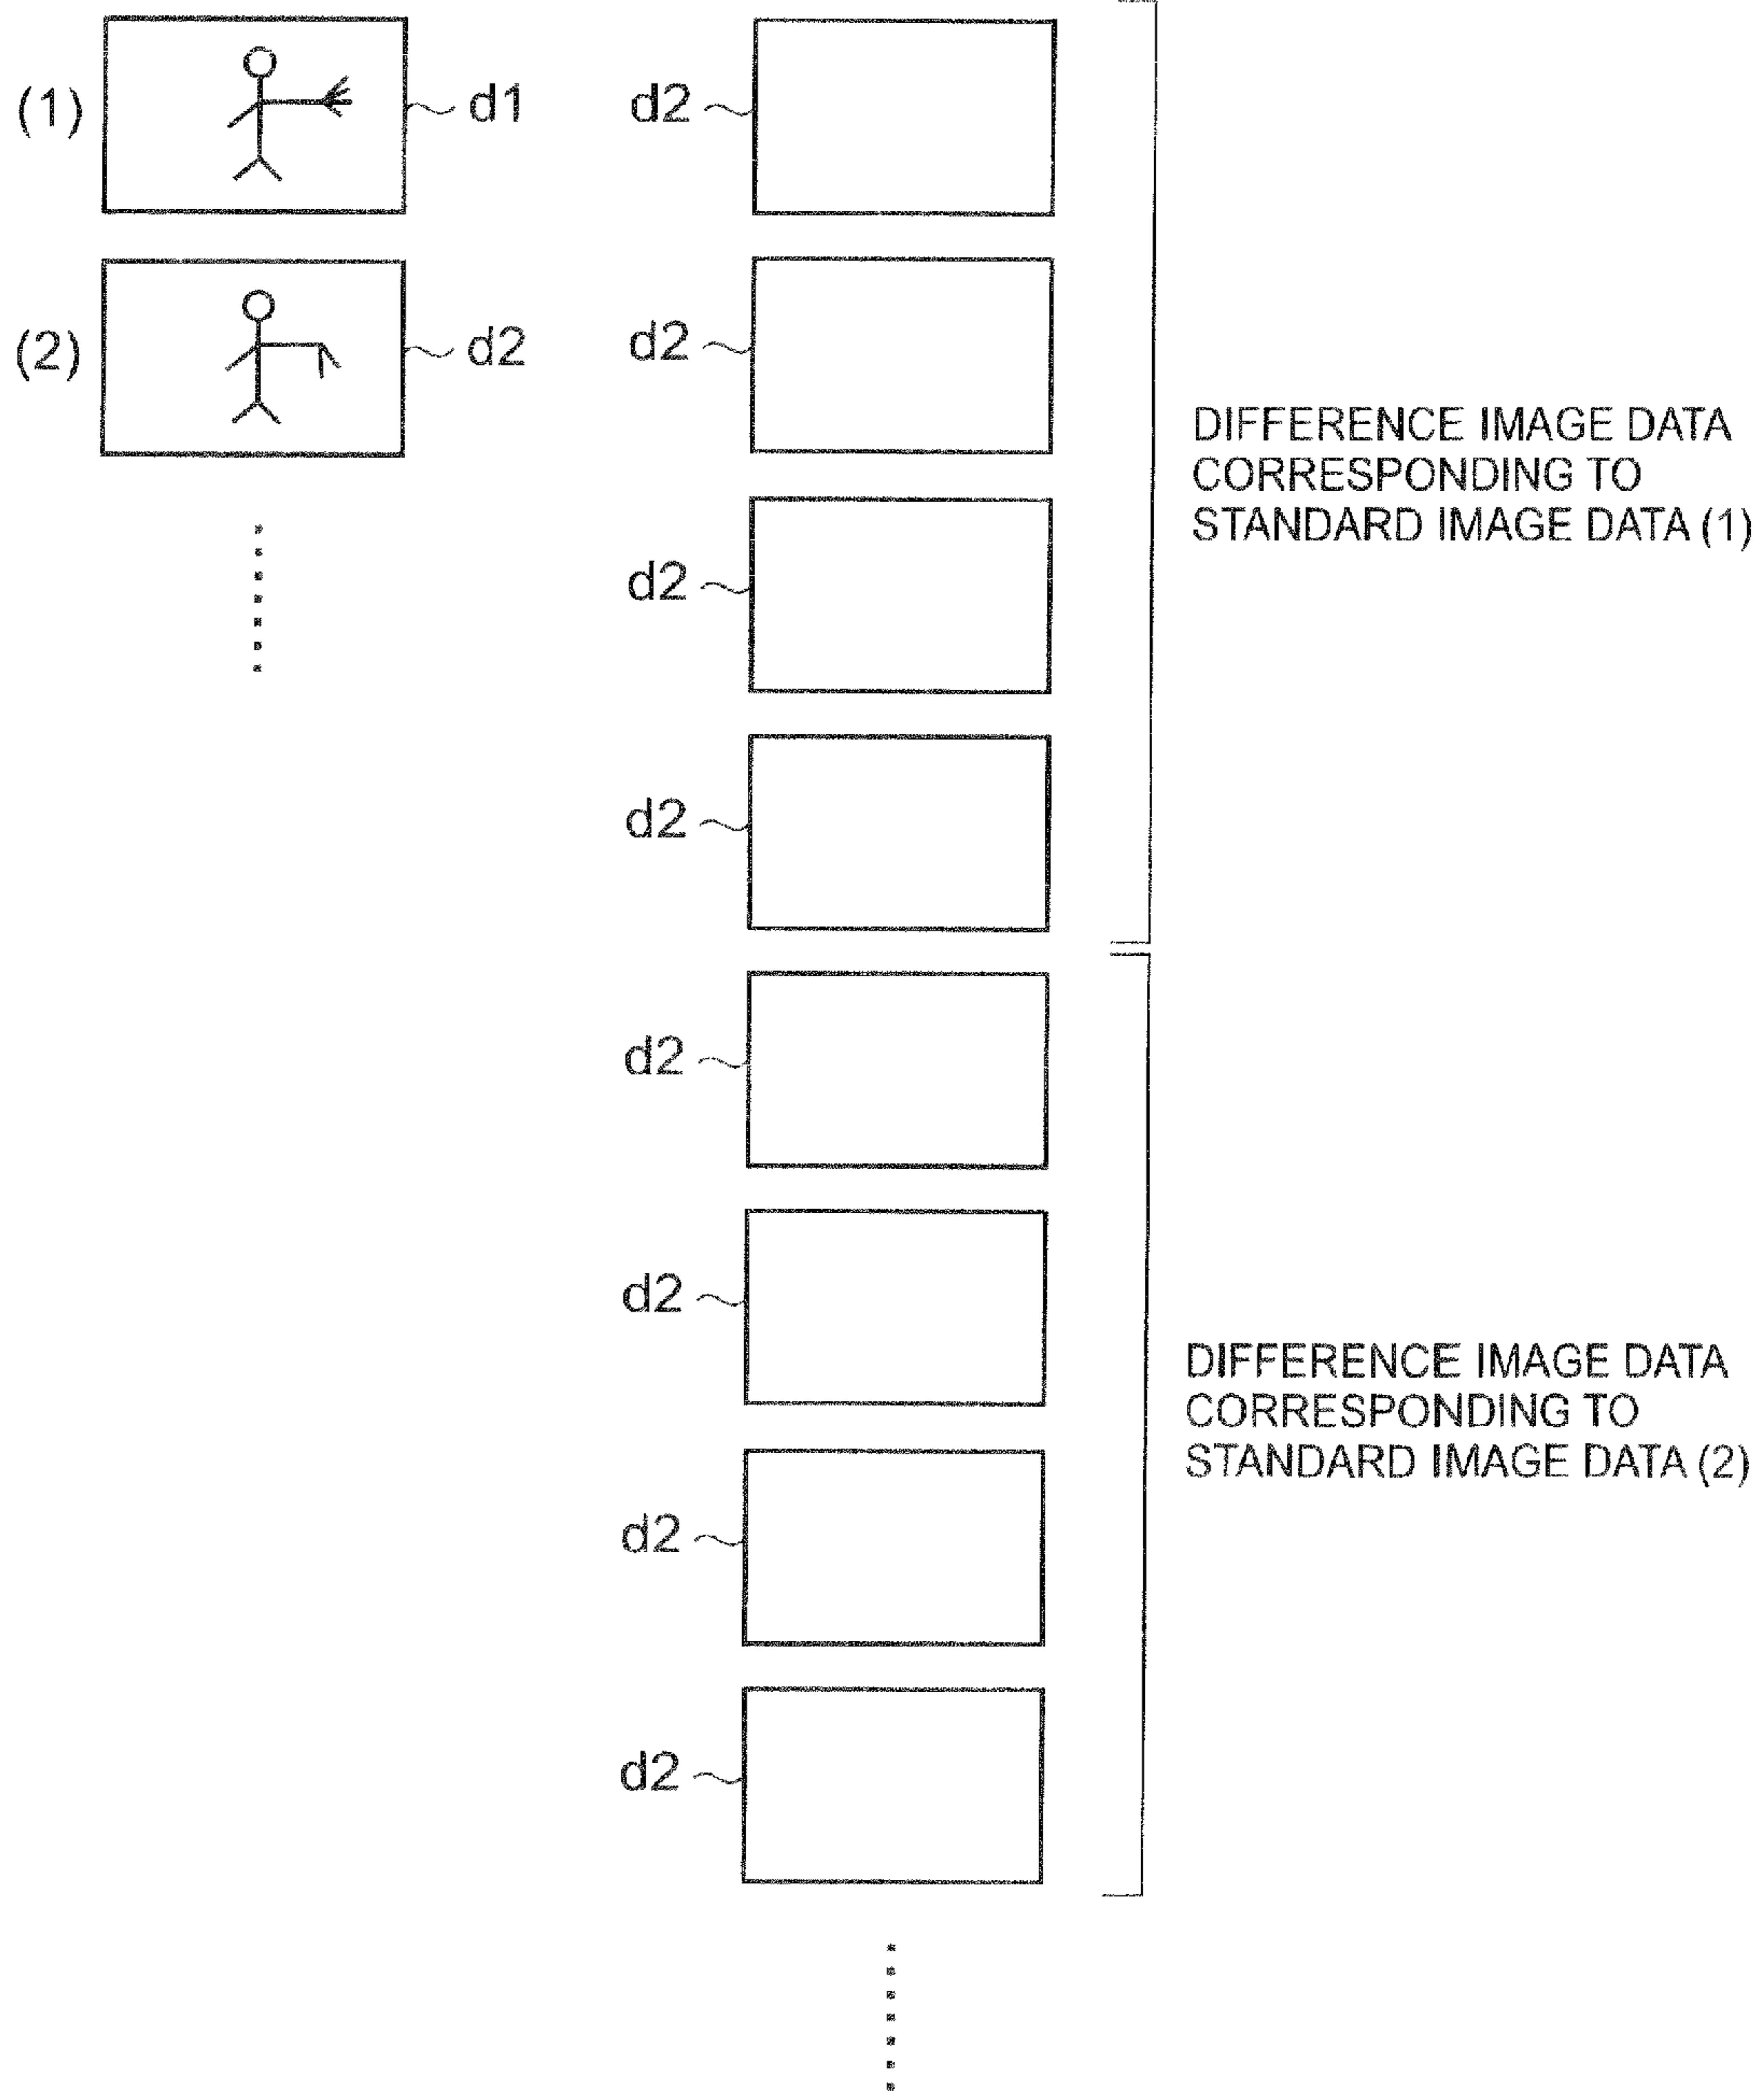 (1)
d1
(2)
d2
d2
d2
d2
d2
DIFFERENCE IMAGE DATA
CORRESPONDING TO
STANDARD IMAGE DATA (1)
d2
d2
d2
d2
DIFFERENCE IMAGE DATA
CORRESPONDING TO
STANDARD IMAGE DATA (2)